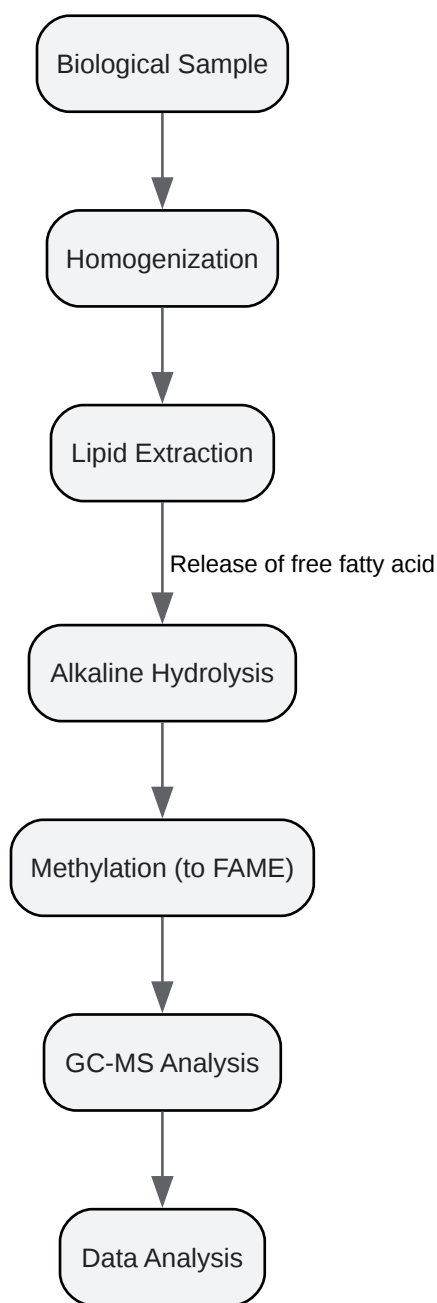 Biological Sample
Homogenization
Lipid Extraction
Release of free fatty acid
Alkaline Hydrolysis
Methylation (to FAME)
GC-MS Analysis
Data Analysis